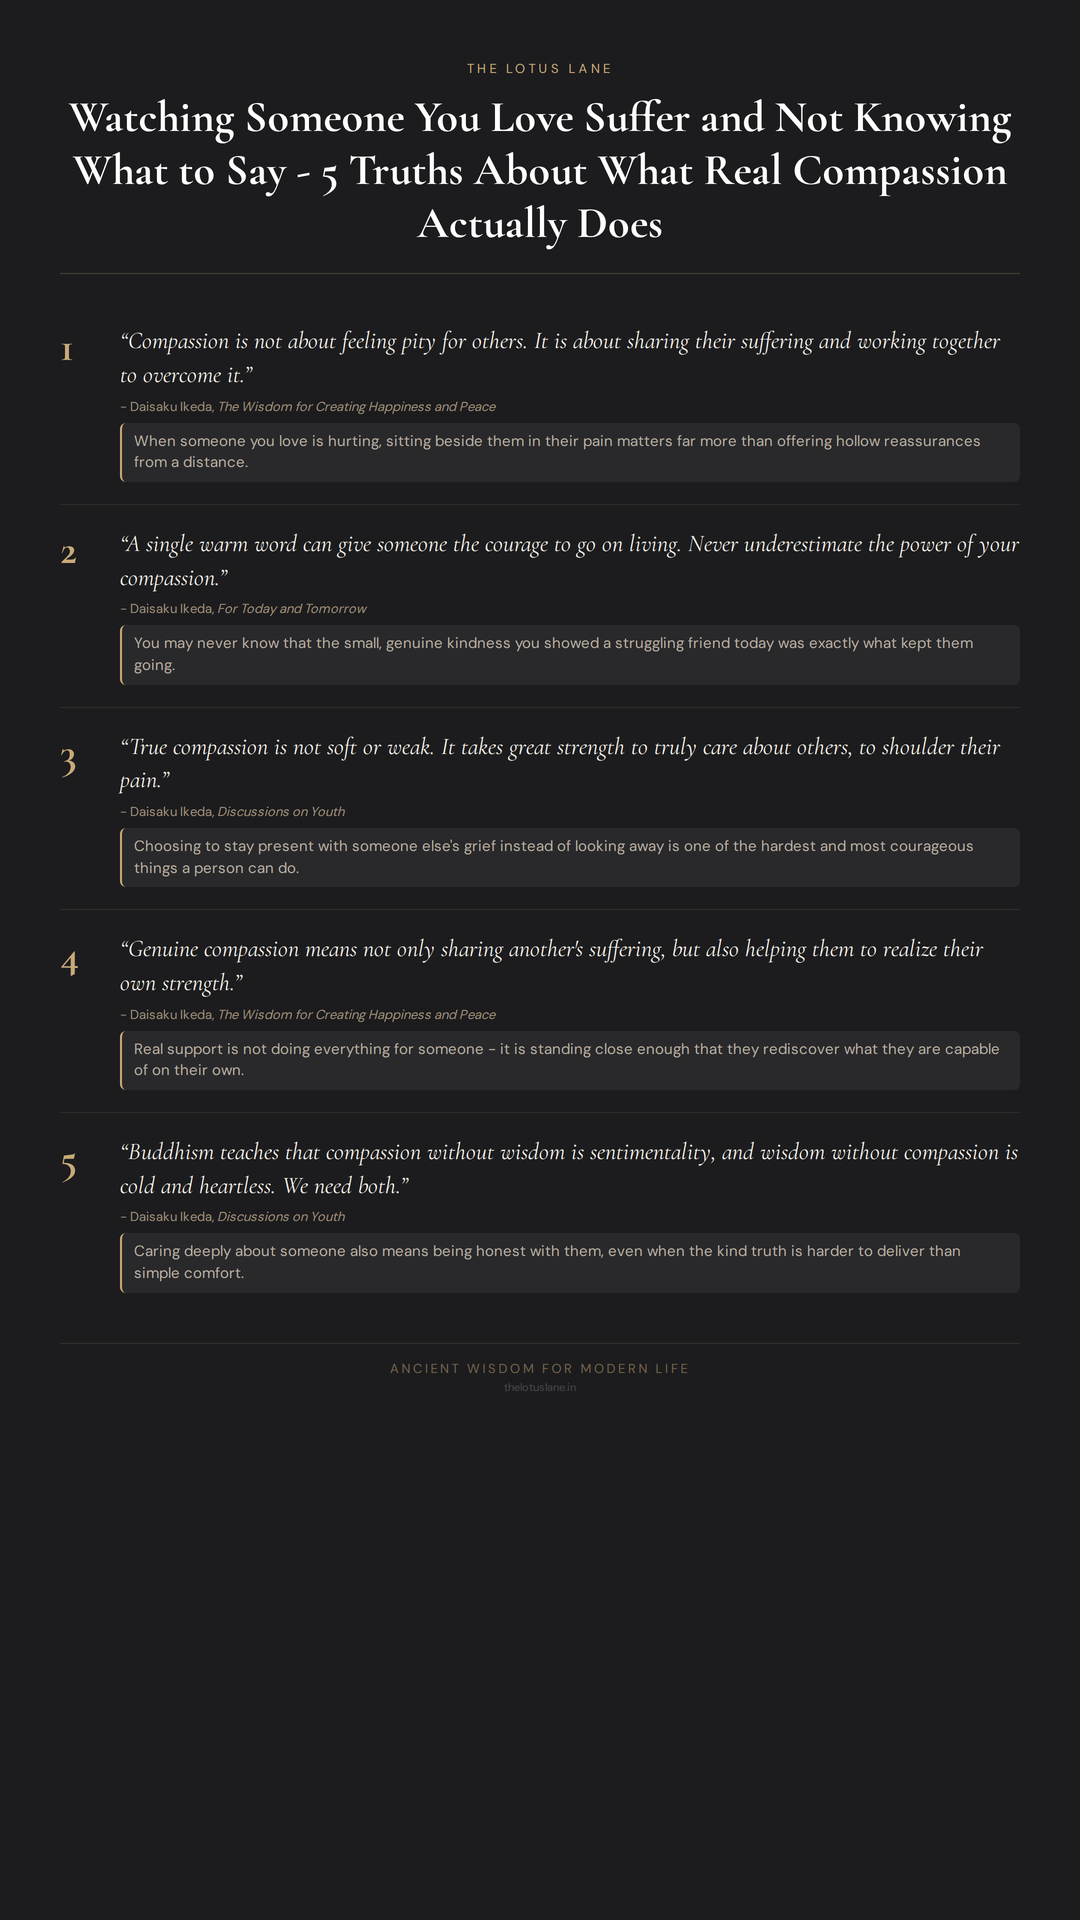 THE LOTUS LANE
Watching Someone You Love Suffer and Not Knowing
What to Say - 5 Truths About What Real Compassion
Actually Does
1
“Compassion is not about feeling pity for others. It is about sharing their suffering and working together
to overcome it.”
- Daisaku Ikeda, The Wisdom for Creating Happiness and Peace
When someone you love is hurting, sitting beside them in their pain matters far more than offering hollow reassurances
from a distance.
2
“A single warm word can give someone the courage to go on living. Never underestimate the power of your
compassion.”
- Daisaku Ikeda, For Today and Tomorrow
You may never know that the small, genuine kindness you showed a struggling friend today was exactly what kept them
going.
3
“True compassion is not soft or weak. It takes great strength to truly care about others, to shoulder their
pain.”
- Daisaku Ikeda, Discussions on Youth
Choosing to stay present with someone else's grief instead of looking away is one of the hardest and most courageous
things a person can do.
4
“Genuine compassion means not only sharing another's suffering, but also helping them to realize their
own strength.”
- Daisaku Ikeda, The Wisdom for Creating Happiness and Peace
Real support is not doing everything for someone - it is standing close enough that they rediscover what they are capable
of on their own.
5
“Buddhism teaches that compassion without wisdom is sentimentality, and wisdom without compassion is
cold and heartless. We need both.”
- Daisaku Ikeda, Discussions on Youth
Caring deeply about someone also means being honest with them, even when the kind truth is harder to deliver than
simple comfort.
ANCIENT WISDOM FOR MODERN LIFE
thelotuslane.in